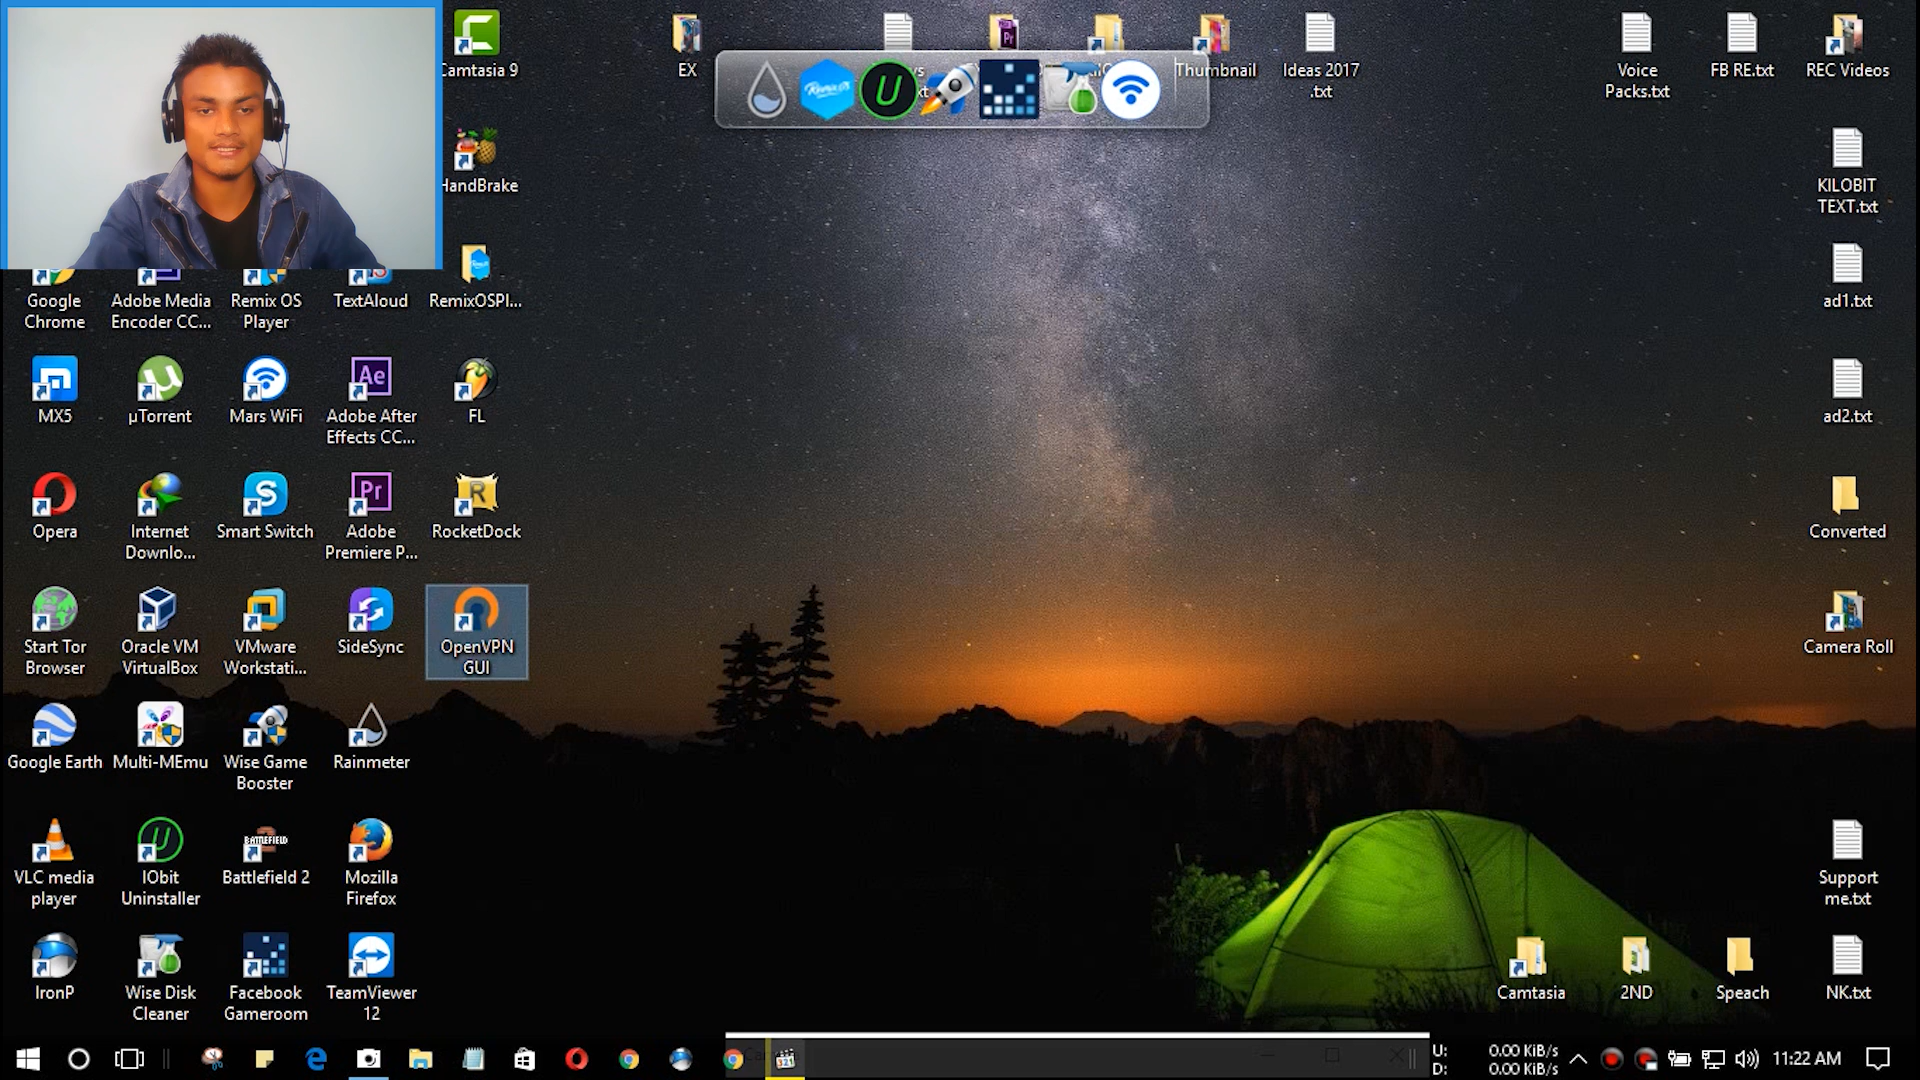 Camtasia 9
EX
Thumbnail
Ideas 2017
.txt
Voice
Packs.txt
FB RE.txt
REC Videos
Remix OS
HandBrake
KILOBIT
TEXT.txt
Google
Chrome
Adobe Media
Encoder CC...
Remix OS
Player
TextAloud
RemixOSPl...
ad1.txt
MX5
µTorrent
Mars WiFi
Ae
Adobe After
Effects CC...
FL
ad2.txt
Opera
Internet
Downlo...
Smart Switch
Pr
Adobe
Premiere P...
R
RocketDock
Converted
Start Tor
Browser
Oracle VM
VirtualBox
VMware
Workstati...
SideSync
OpenVPN
GUI
Camera Roll
Google Earth
Multi-MEmu
Wise Game
Booster
Rainmeter
VLC media
player
IObit
Uninstaller
BATTLEFIELD
Battlefield 2
Mozilla
Firefox
Support
me.txt
IronP
Wise Disk
Cleaner
Facebook
Gameroom
TeamViewer
12
Camtasia
2ND
Speach
NK.txt
U: 0.00 KiB/s
D: 0.00 KiB/s
11:22 AM